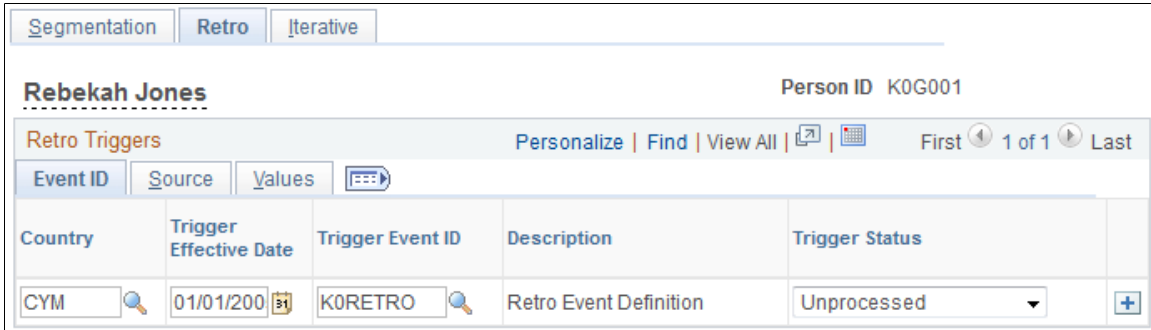 Segmentation Retro Iterative
Rebekah Jones Person ID K0G001
Retro Triggers Personalize | Find | View All | | First 1 of 1 Last
Event ID Source Values
Country Trigger Effective Date Trigger Event ID Description Trigger Status
CYM 01/01/200 K0RETRO Retro Event Definition Unprocessed